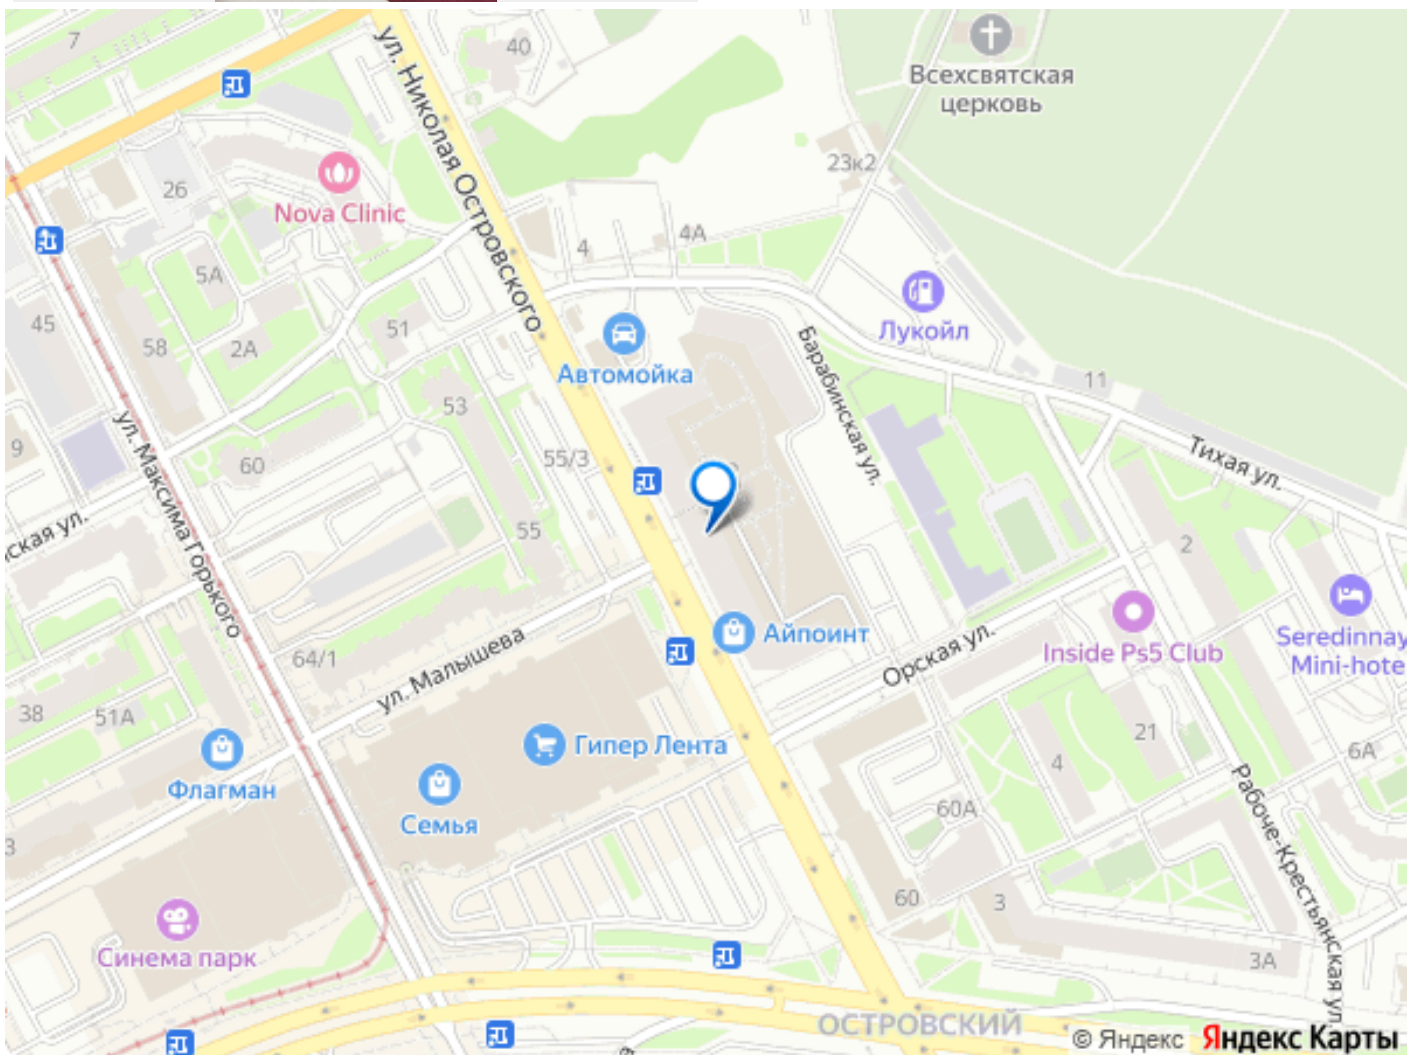 7
40
Всехсвятская
церковь
ул. Николая Островского
23к2
26
Nova Clinic
4
4А
5А
Лукойл
45
51
58
2А
Автомойка
Барабинская ул.
11
53
ул. Максима Горького
9
60
55/3
Тихая ул.
ская ул.
55
2
Айпоинт
Орская ул.
Inside Ps5 Club
Seredinnay
Mini-hote
64/1
ул. Малышева
38
51А
21
6А
Гипер Лента
4
Флагман
Семья
60А
Рабоче-Крестьянская ул.
3
60
3
Синема парк
3А
ОСТРОВСКИЙ
© Яндекс Яндекс Карты